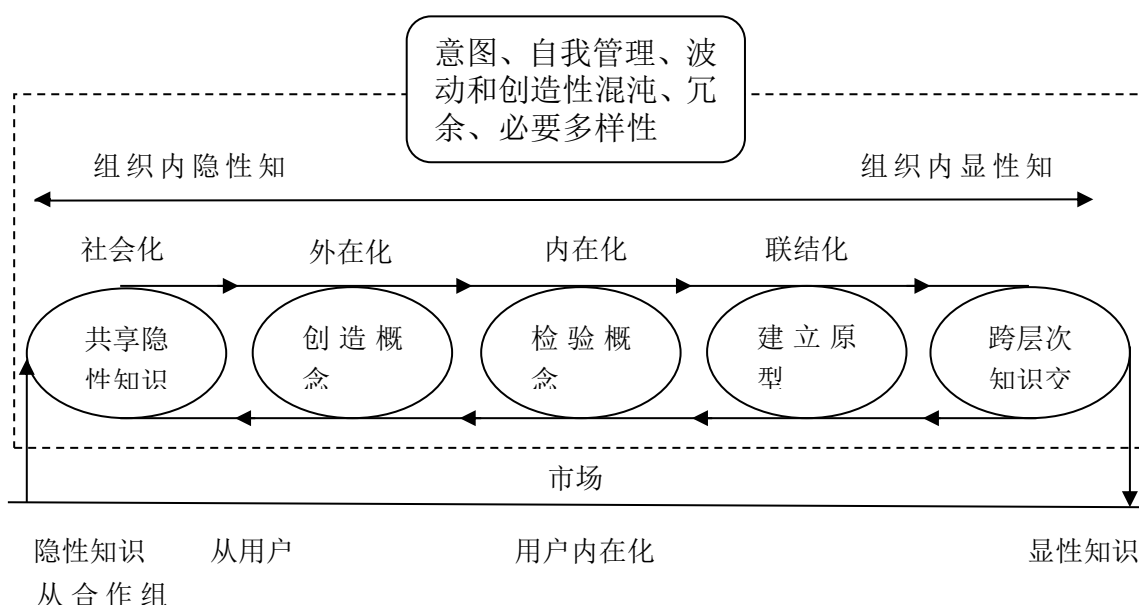 意图、自我管理、波
动和创造性混沌、冗
余、必要多样性
组织内隐性知
组织内显性知
社会化
外在化
内在化
联结化
共享隐
性知识
创造概
念
检验概
念
建立原
型
跨层次
知识交
市场
隐性知识
从用户
用户内在化
显性知识
从合作组